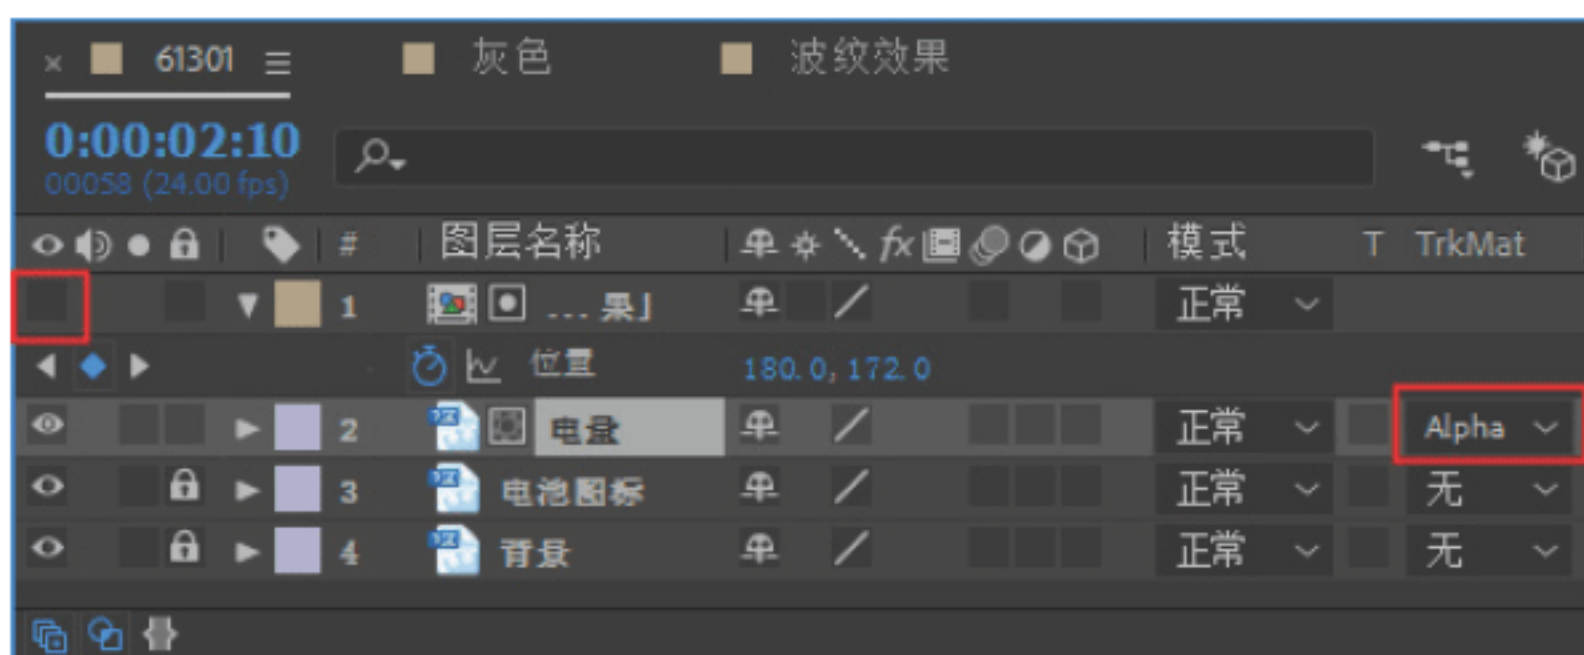 × 61301 灰色 波纹效果
0:00:02:10
00058 (24.00 fps)
# 图层名称 fx 模式 T TrkMat
1 ... 果] 正常
位置 180.0, 172.0
2 电量 正常 Alpha
3 电池图标 正常 无
4 背景 正常 无